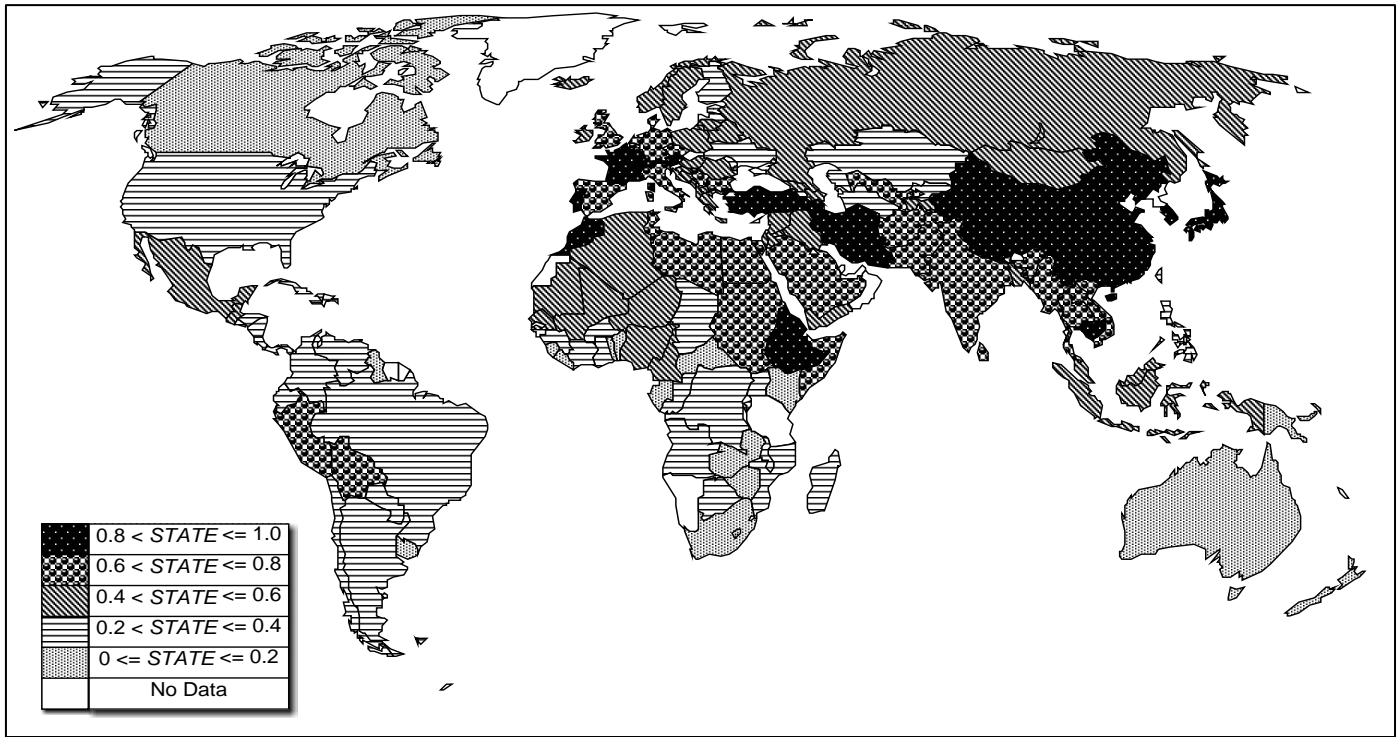 0.8 < STATE <= 1.0
0.6 < STATE <= 0.8
0.4 < STATE <= 0.6
0.2 < STATE <= 0.4
0 <= STATE <= 0.2
No Data